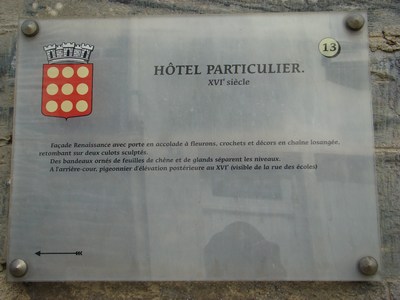 13
HÔTEL PARTICULIER.
XVIᵉ siècle
Façade Renaissance avec porte en accolade à fleurons, crochets et décors en chaîne losangée,
retombant sur deux culots sculptés.
Des bandeaux ornés de feuilles de chêne et de glands séparent les niveaux.
A l'arrière-cour, pigeonnier d'élévation postérieure au XVIᵉ (visible de la rue des écoles)